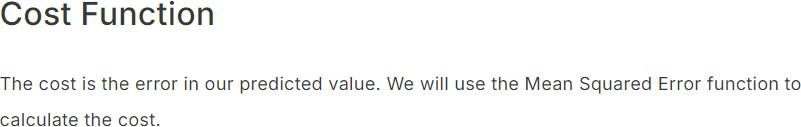 Cost Function
The cost is the error in our predicted value. We will use the Mean Squared Error function to
calculate the cost.